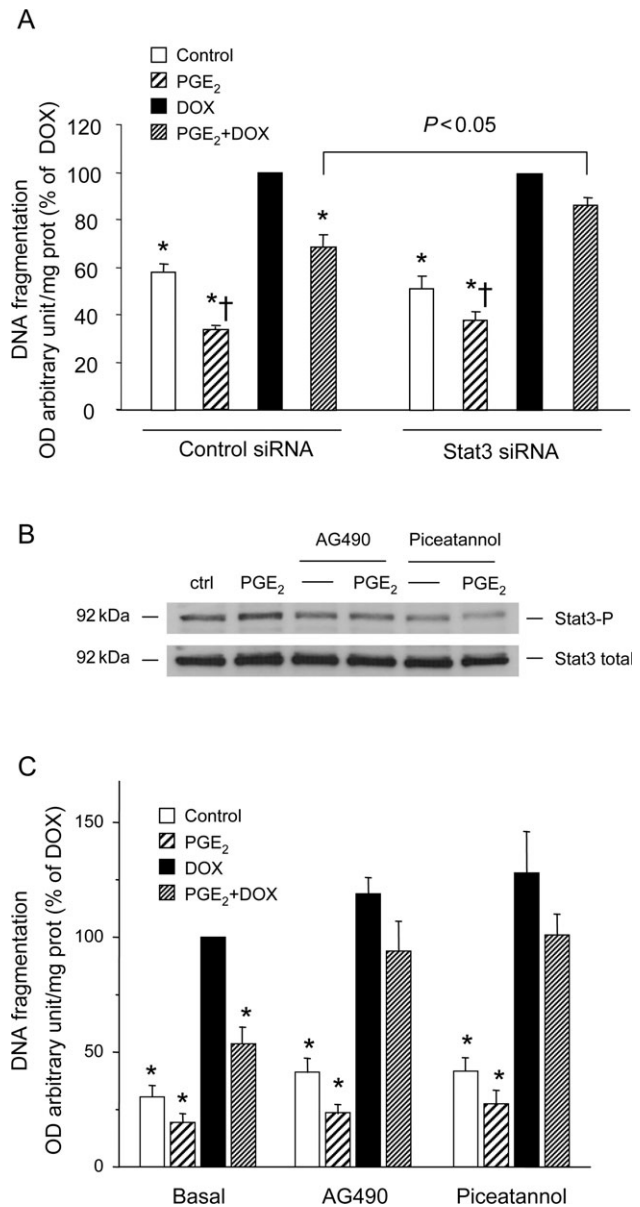 A
Control
PGE₂
DOX
PGE₂+DOX
P<0.05
DNA fragmentation
OD arbitrary unit/mg prot (% of DOX)
120
100
80
60
40
20
0
*
*†
*
*
*†
Control siRNA
Stat3 siRNA
B
AG490
Piceatannol
ctrl
PGE₂
—
PGE₂
—
PGE₂
92 kDa —
— Stat3-P
92 kDa —
— Stat3 total
C
Control
PGE₂
DOX
PGE₂+DOX
DNA fragmentation
OD arbitrary unit/mg prot (% of DOX)
150
100
50
0
*
*
*
*
*
*
*
Basal
AG490
Piceatannol